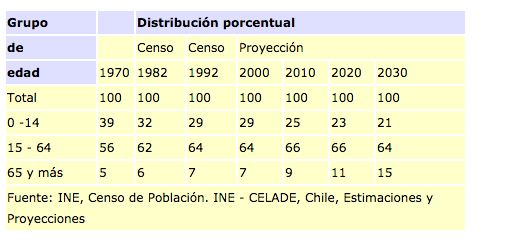 Grupo Distribución porcentual
de Censo Censo Proyección
edad 1970 1982 1992 2000 2010 2020 2030
Total 100 100 100 100 100 100 100
0 -14 39 32 29 29 25 23 21
15 - 64 56 62 64 64 66 66 64
65 y más 5 6 7 7 9 11 15
Fuente: INE, Censo de Población. INE - CELADE, Chile, Estimaciones y
Proyecciones